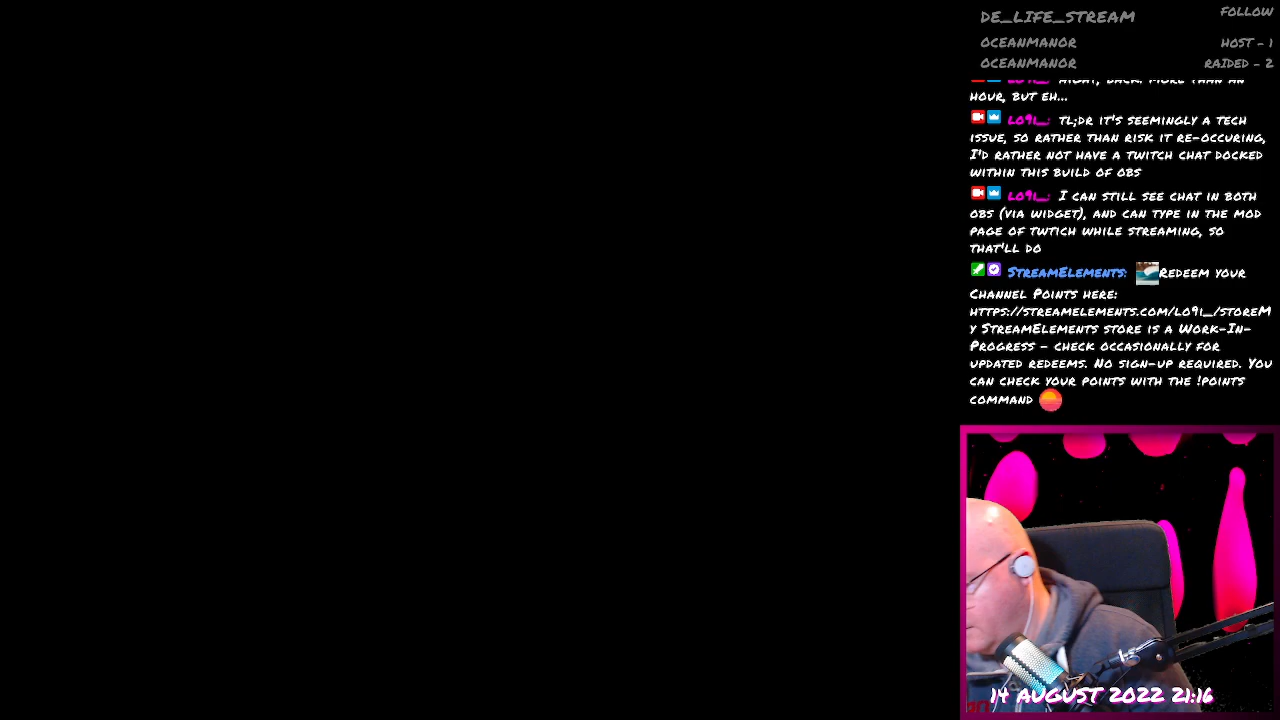 DE_LIFE_STREAM FOLLOW
OCEANMANOR HOST - 1
OCEANMANOR RAIDED - 2
HOUR, BUT EH...
LO9I_: TL;DR IT'S SEEMINGLY A TECH
ISSUE, SO RATHER THAN RISK IT RE-OCCURING,
I'D RATHER NOT HAVE A TWITCH CHAT DOCKED
WITHIN THIS BUILD OF OBS
LO9I_: I CAN STILL SEE CHAT IN BOTH
OBS (VIA WIDGET), AND CAN TYPE IN THE MOD
PAGE OF TWTICH WHILE STREAMING, SO
THAT'LL DO
STREAMELEMENTS: REDEEM YOUR
CHANNEL POINTS HERE:
HTTPS://STREAMELEMENTS.COM/LO9I_/STOREM
Y STREAMELEMENTS STORE IS A WORK-IN-
PROGRESS - CHECK OCCASIONALLY FOR
UPDATED REDEEMS. NO SIGN-UP REQUIRED. YOU
CAN CHECK YOUR POINTS WITH THE !POINTS
COMMAND
14 AUGUST 2022 21:16